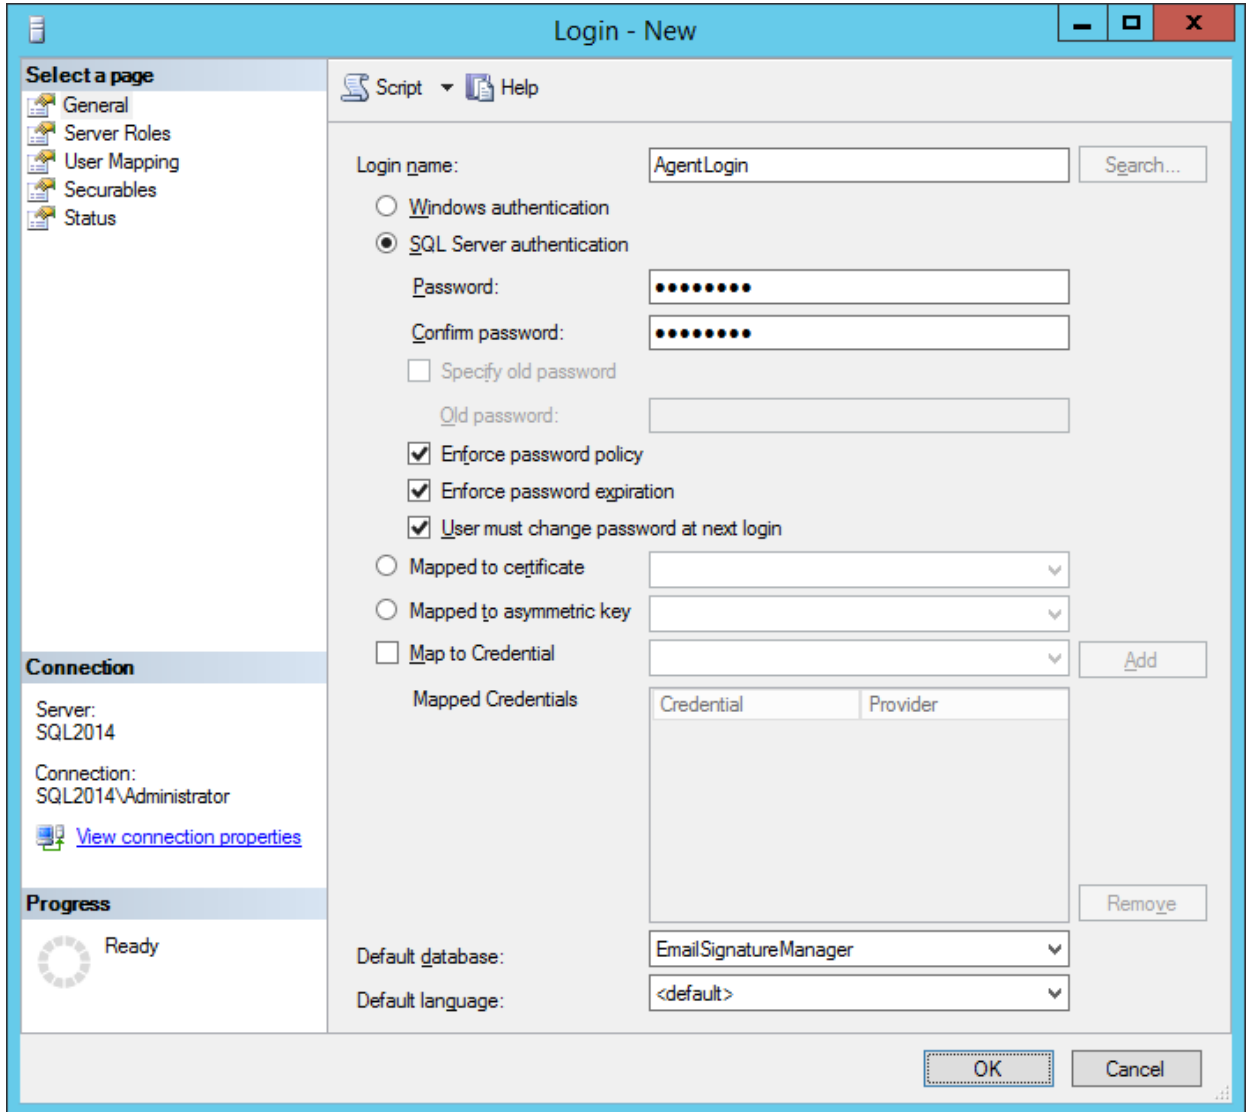 Login - New
x
Select a page
General
Server Roles
User Mapping
Securables
Status
Script
Help
Login name:
AgentLogin
Search...
Windows authentication
SQL Server authentication
Password:
●●●●●●●●
Confirm password:
●●●●●●●●
Specify old password
Old password:
Enforce password policy
Enforce password expiration
User must change password at next login
Mapped to certificate
Mapped to asymmetric key
Map to Credential
Add
Mapped Credentials
Credential
Provider
Remove
Default database:
EmailSignatureManager
Default language:
<default>
Connection
Server:
SQL2014
Connection:
SQL2014\Administrator
View connection properties
Progress
Ready
OK
Cancel